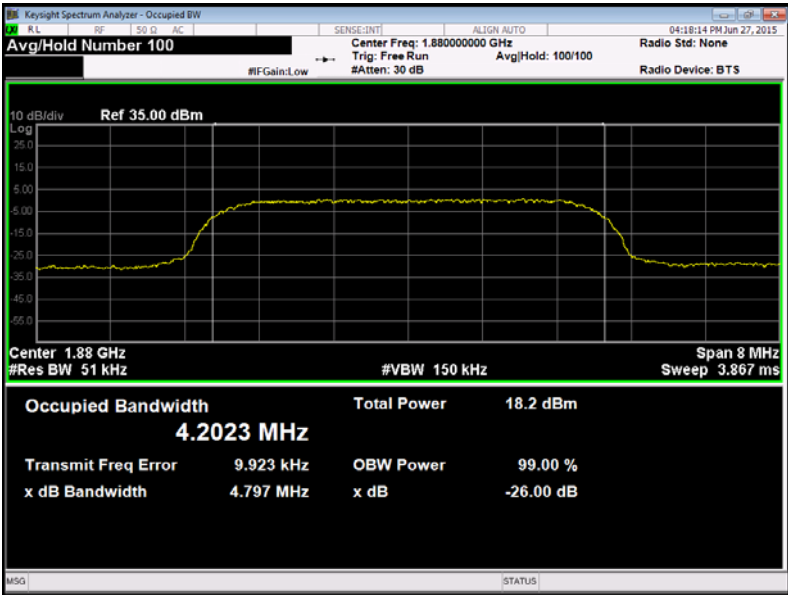 Keysight Spectrum Analyzer - Occupied BW
RL RF 50 Ω AC SENSE:INT ALIGN AUTO 04:18:14 PM Jun 27, 2015
Avg/Hold Number 100
Center Freq: 1.880000000 GHz
Radio Std: None
Trig: Free Run Avg|Hold: 100/100
#IFGain:Low
#Atten: 30 dB
Radio Device: BTS
10 dB/div Ref 35.00 dBm
Log
25.0
15.0
5.00
-5.00
-15.0
-25.0
-35.0
-45.0
-55.0
Center 1.88 GHz Span 8 MHz
#Res BW 51 kHz #VBW 150 kHz Sweep 3.867 ms
Occupied Bandwidth Total Power 18.2 dBm
4.2023 MHz
Transmit Freq Error 9.923 kHz OBW Power 99.00 %
x dB Bandwidth 4.797 MHz x dB -26.00 dB
MSG STATUS